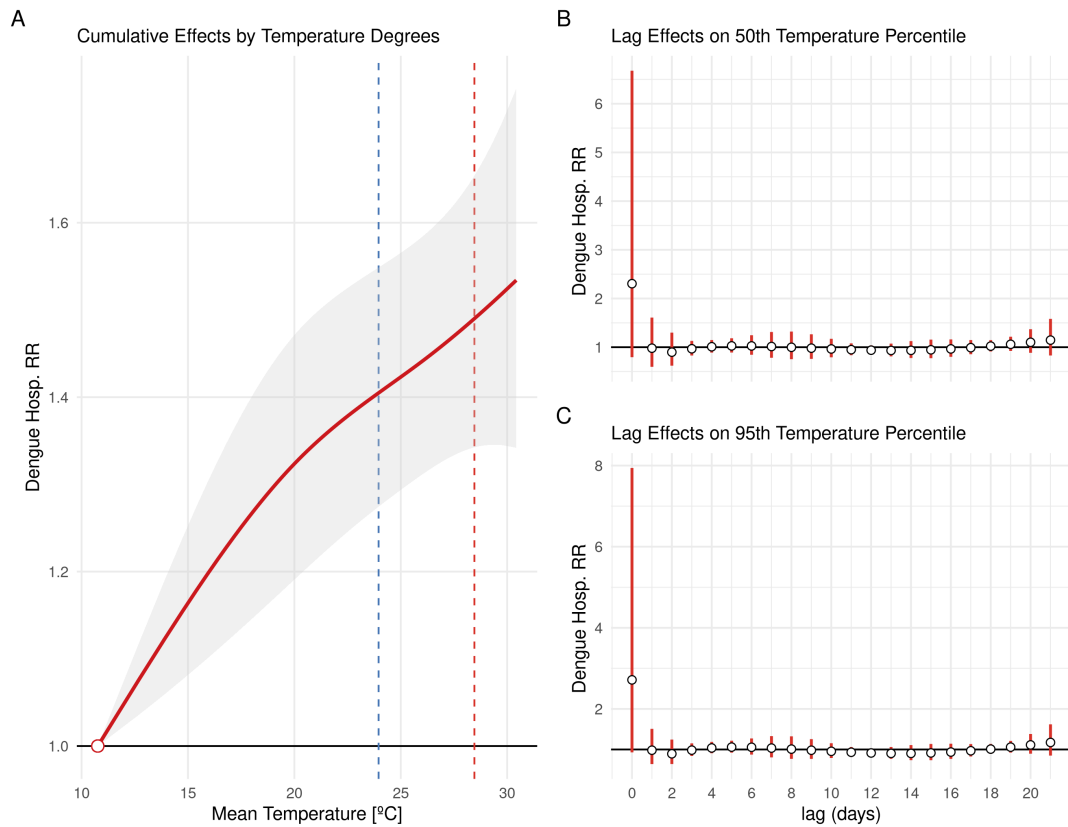 A
Cumulative Effects by Temperature Degrees
Dengue Hosp. RR
1.6
1.4
1.2
1.0
10 15 20 25 30
Mean Temperature [ºC]
B
Lag Effects on 50th Temperature Percentile
Dengue Hosp. RR
6
5
4
3
2
1
C
Lag Effects on 95th Temperature Percentile
Dengue Hosp. RR
8
6
4
2
0 2 4 6 8 10 12 14 16 18 20
lag (days)